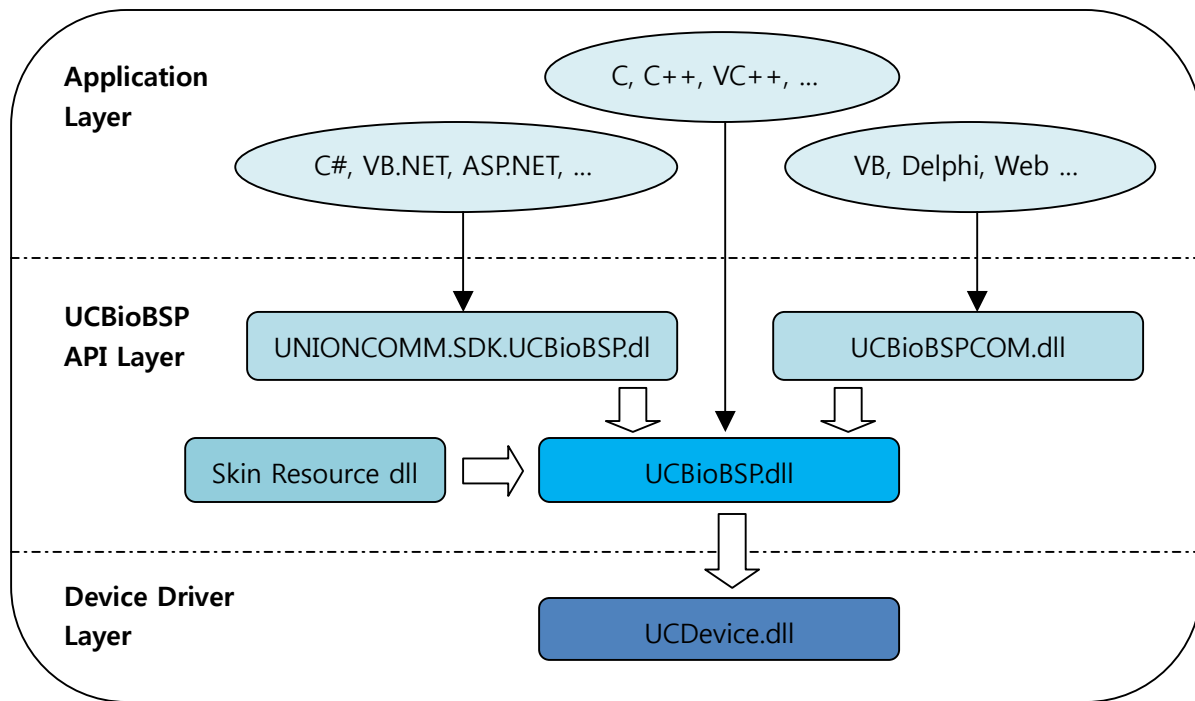 Application
Layer
C, C++, VC++, ...
C#, VB.NET, ASP.NET, ...
VB, Delphi, Web ...
UCBioBSP
API Layer
UNIONCOMM.SDK.UCBioBSP.dl
UCBioBSPCOM.dll
Skin Resource dll
UCBioBSP.dll
Device Driver
Layer
UCDevice.dll